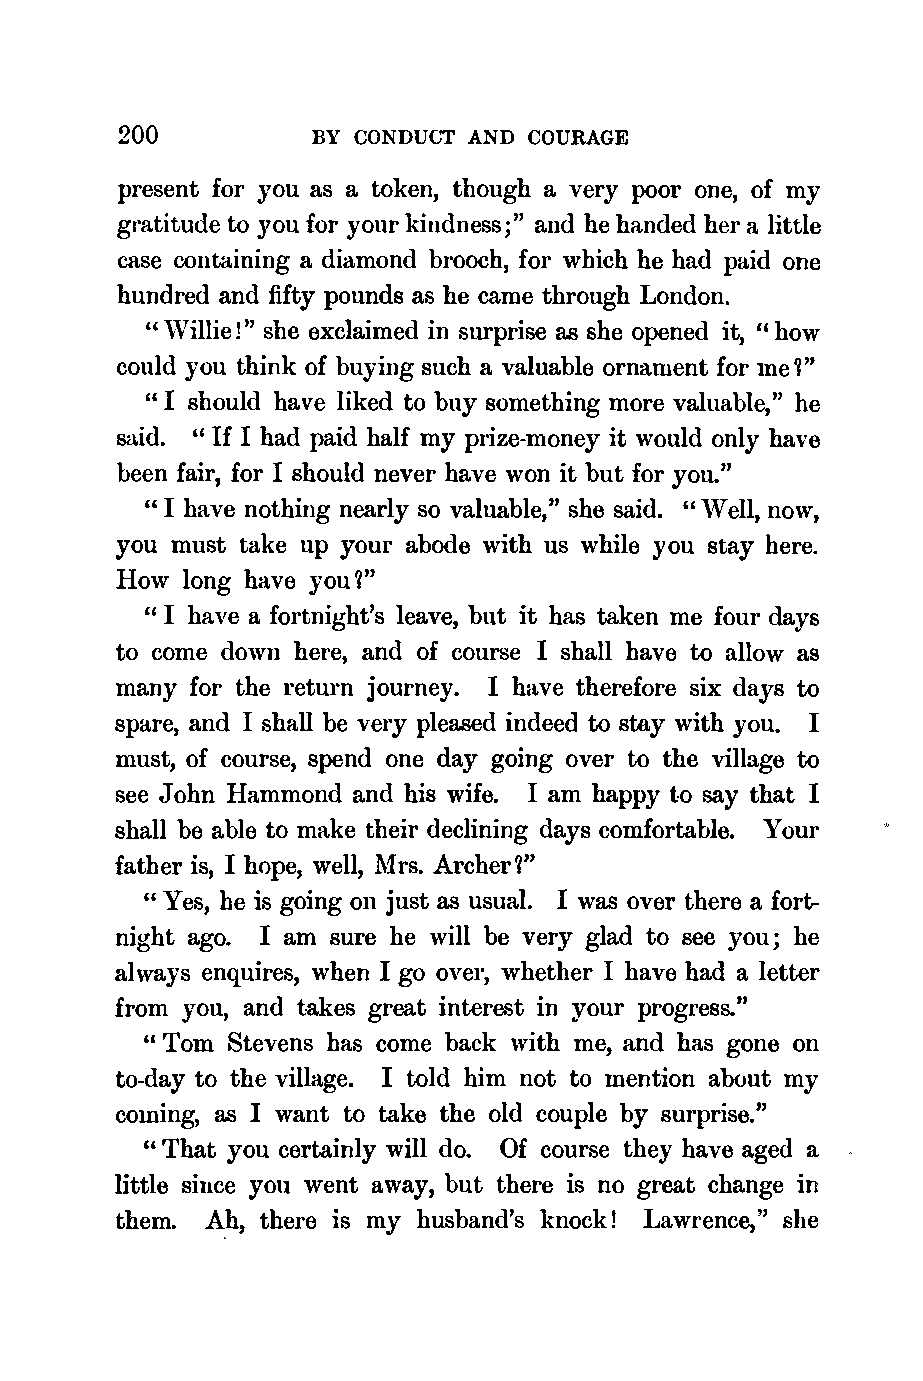 200 BY CONDUCT AND COURAGE
present for you as a token, though a very poor one, of my
gratitude to you for your kindness;" and he handed her a little
case containing a diamond brooch, for which he had paid one
hundred and fifty pounds as he came through London.
"Willie!" she exclaimed in surprise as she opened it, "how
could you think of buying such a valuable ornament for me?"
"I should have liked to buy something more valuable," he
said. "If I had paid half my prize-money it would only have
been fair, for I should never have won it but for you."
"I have nothing nearly so valuable," she said. "Well, now,
you must take up your abode with us while you stay here.
How long have you?"
"I have a fortnight's leave, but it has taken me four days
to come down here, and of course I shall have to allow as
many for the return journey. I have therefore six days to
spare, and I shall be very pleased indeed to stay with you. I
must, of course, spend one day going over to the village to
see John Hammond and his wife. I am happy to say that I
shall be able to make their declining days comfortable. Your
father is, I hope, well, Mrs. Archer?"
"Yes, he is going on just as usual. I was over there a fort-
night ago. I am sure he will be very glad to see you; he
always enquires, when I go over, whether I have had a letter
from you, and takes great interest in your progress."
"Tom Stevens has come back with me, and has gone on
to-day to the village. I told him not to mention about my
coming, as I want to take the old couple by surprise."
"That you certainly will do. Of course they have aged a
little since you went away, but there is no great change in
them. Ah, there is my husband's knock! Lawrence," she